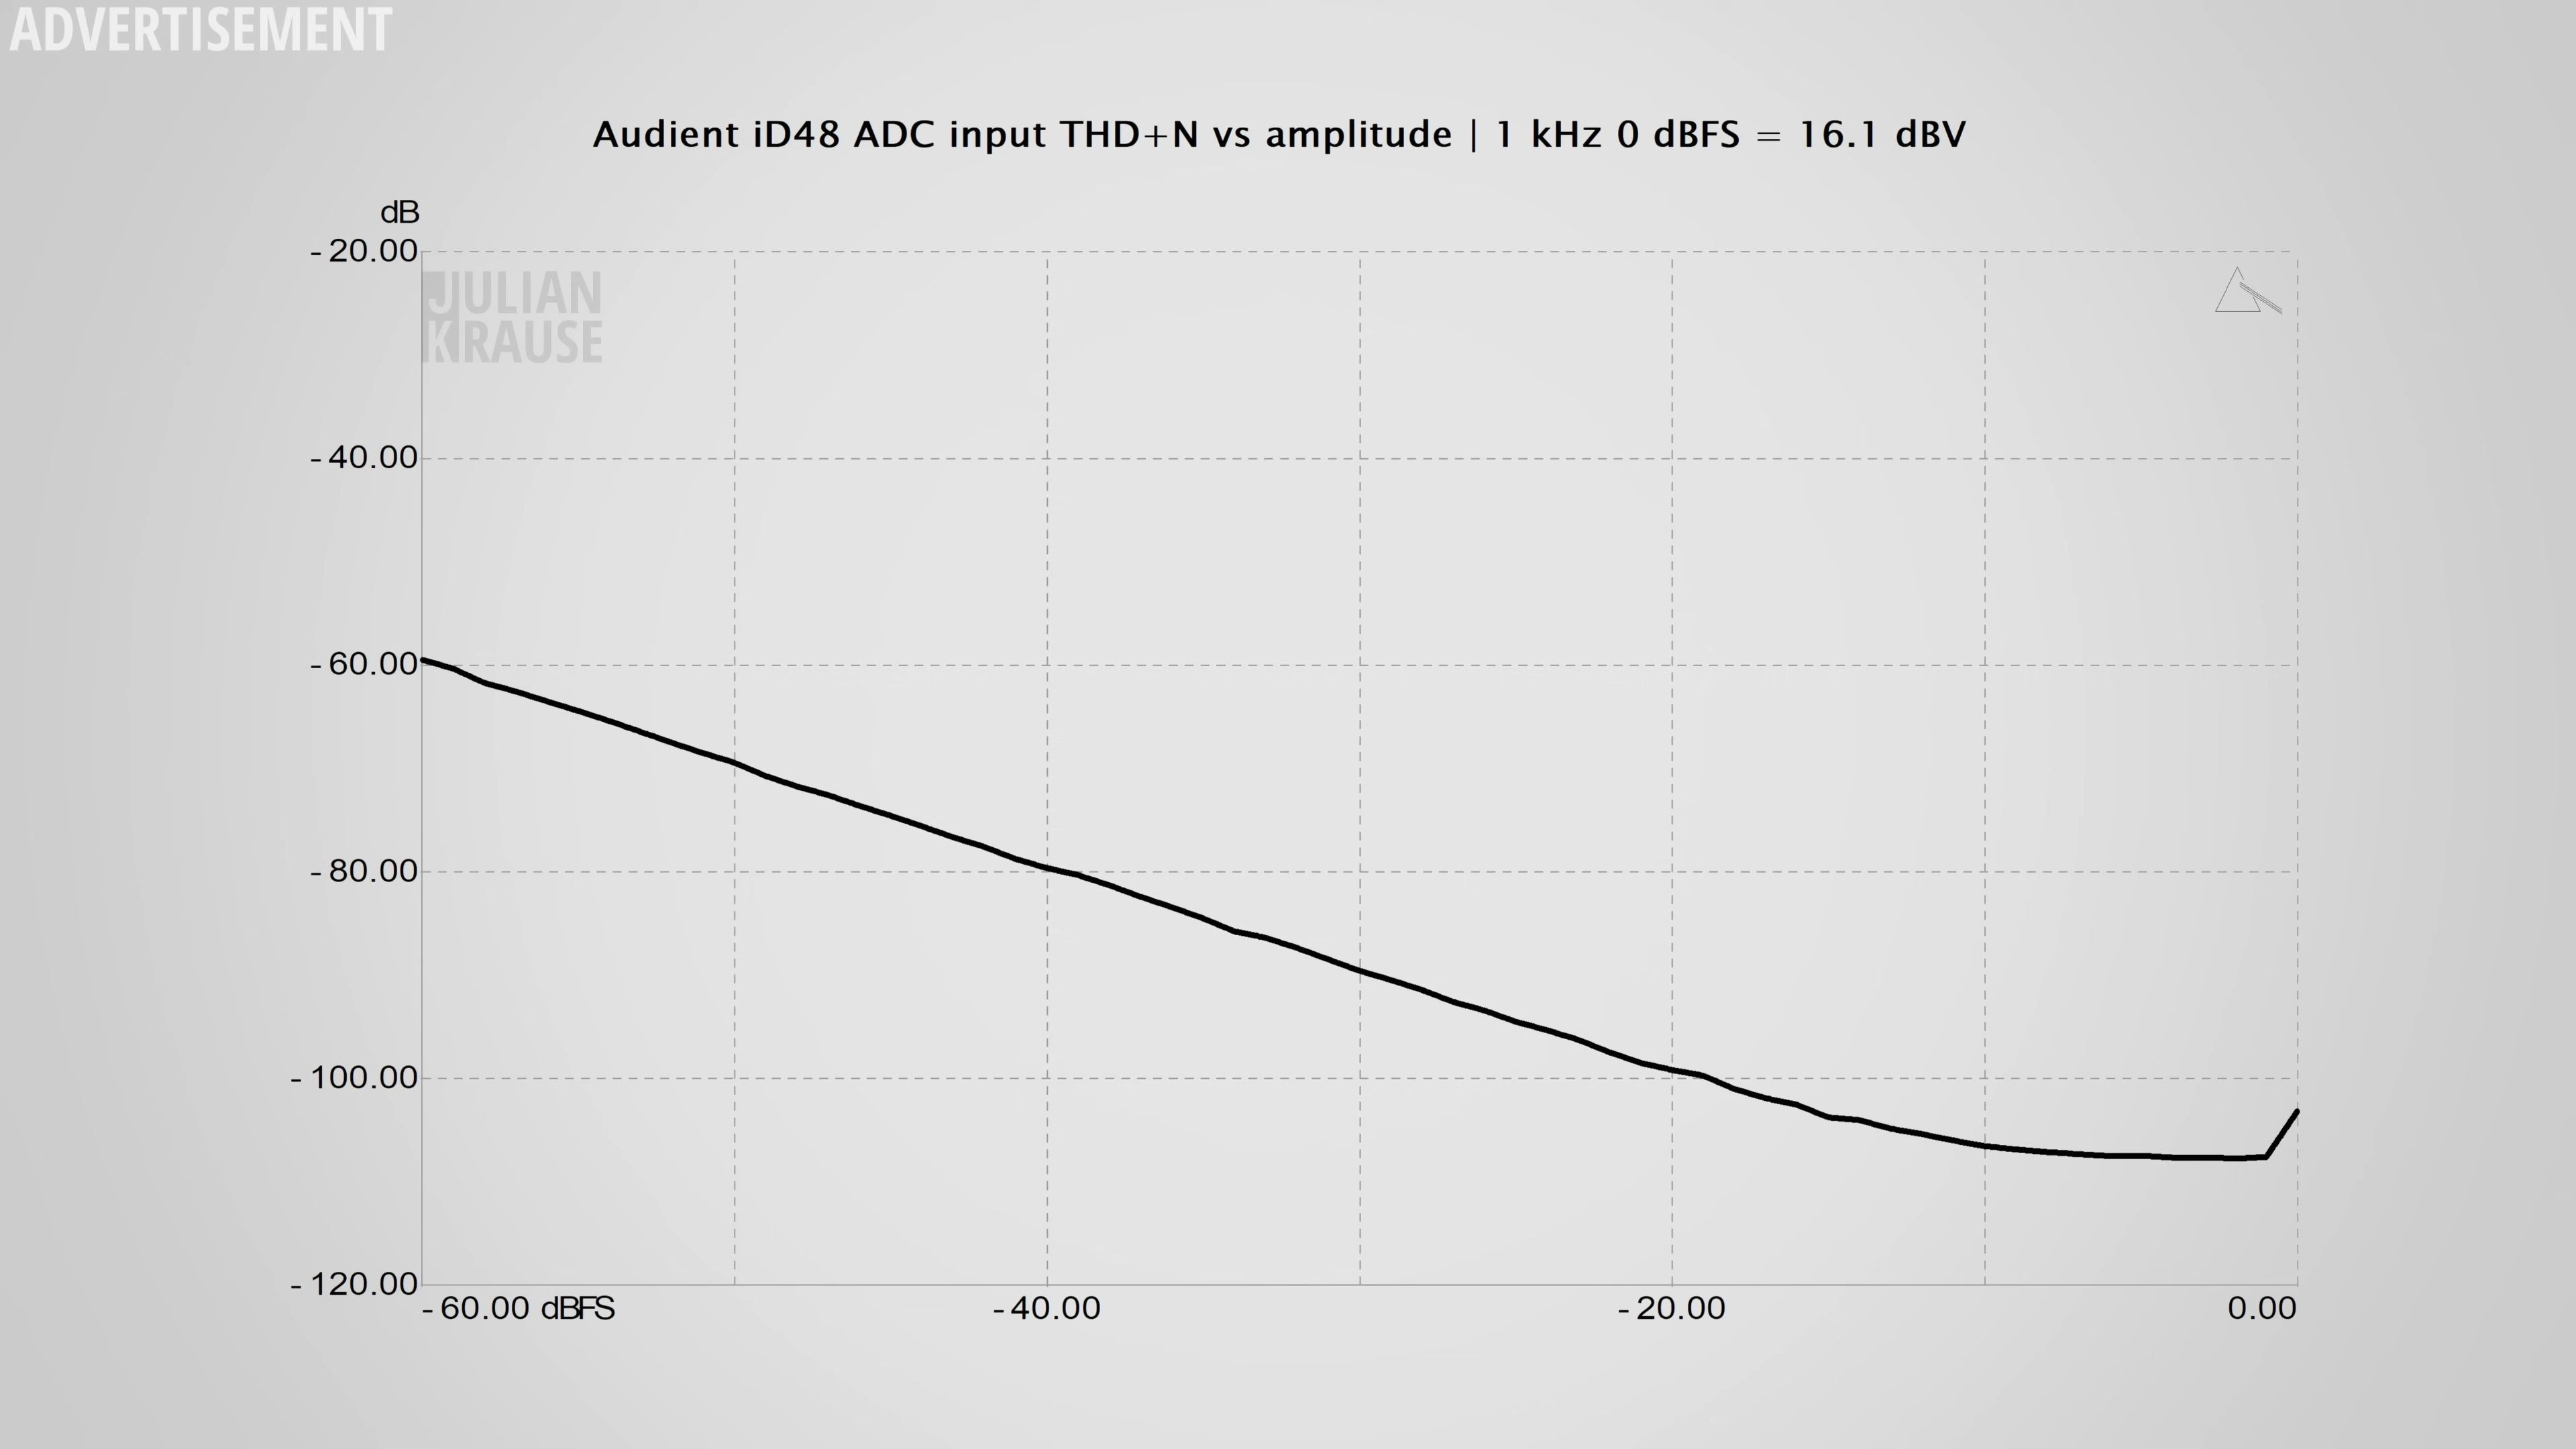 ADVERTISEMENT
Audient iD48 ADC input THD+N vs amplitude | 1 kHz 0 dBFS = 16.1 dBV
dB
-20.00
JULIAN
KRAUSE
-40.00
-60.00
-80.00
-100.00
-120.00
-60.00 dBFS -40.00 -20.00 0.00